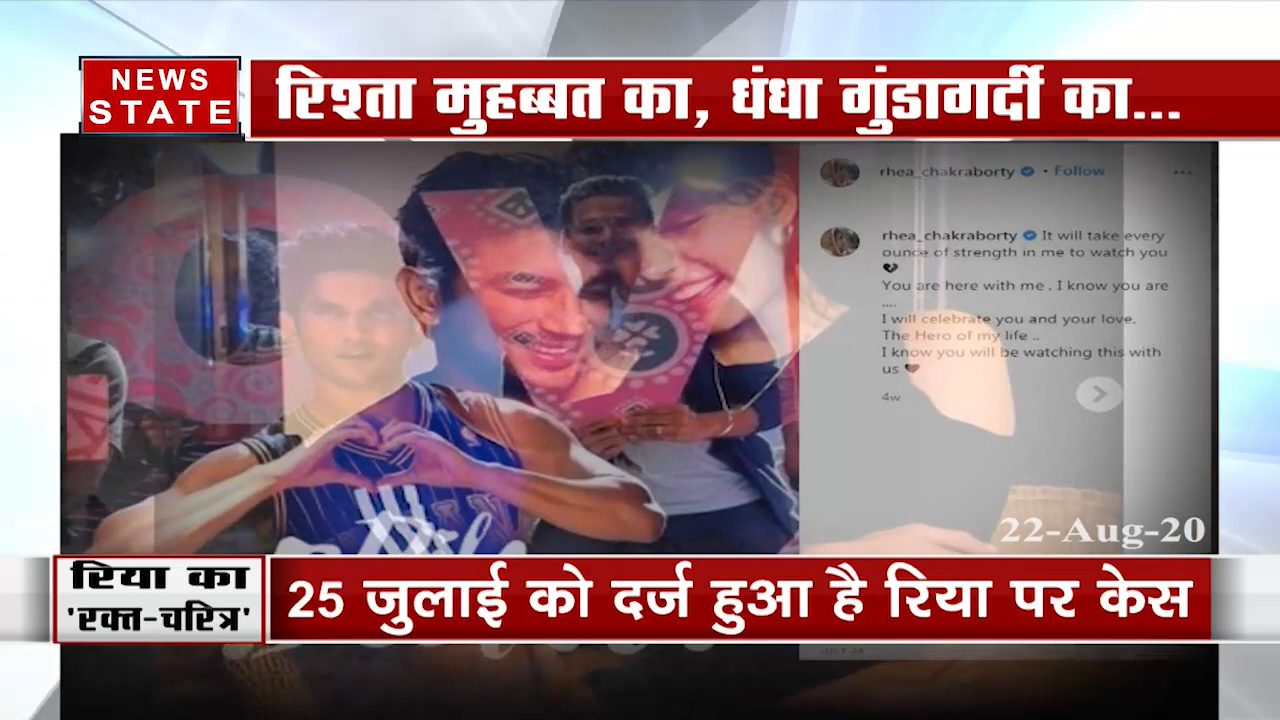 NEWS
STATE
रिश्ता मुहब्बत का, धंधा गुंडागर्दी का...
rhea_chakraborty • Follow
rhea_chakraborty It will take every
ounce of strength in me to watch you
You are here with me . I know you are
....
I will celebrate you and your love,
The Hero of my life ..
I know you will be watching this with
us
4w
22-Aug-20
रिया का
'रक्त-चरित्र'
25 जुलाई को दर्ज हुआ है रिया पर केस